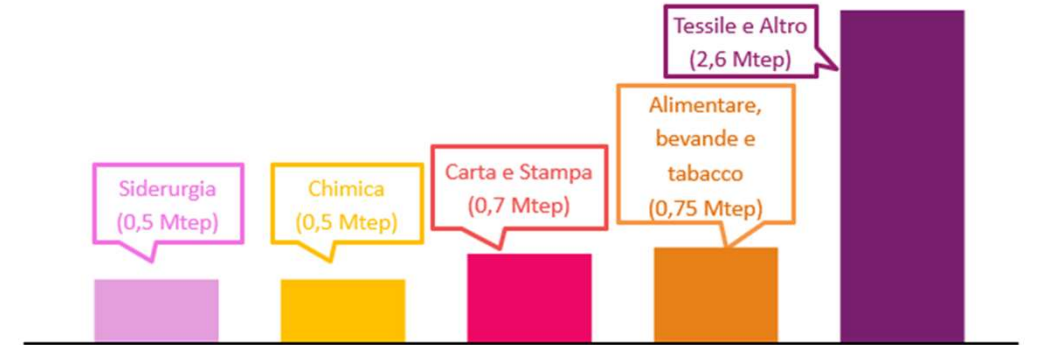 Siderurgia
(0,5 Mtep)
Chimica
(0,5 Mtep)
Carta e Stampa
(0,7 Mtep)
Alimentare,
bevande e
tabacco
(0,75 Mtep)
Tessile e Altro
(2,6 Mtep)